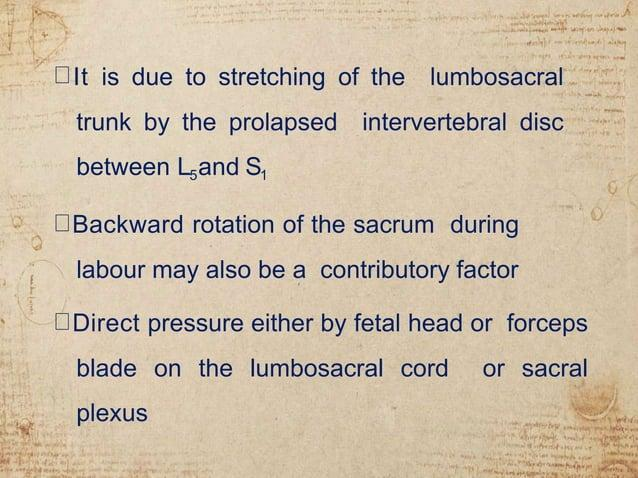 It is due to stretching of the lumbosacral
trunk by the prolapsed intervertebral disc
between L5 and S1
Backward rotation of the sacrum during
labour may also be a contributory factor
Direct pressure either by fetal head or forceps
blade on the lumbosacral cord or sacral
plexus